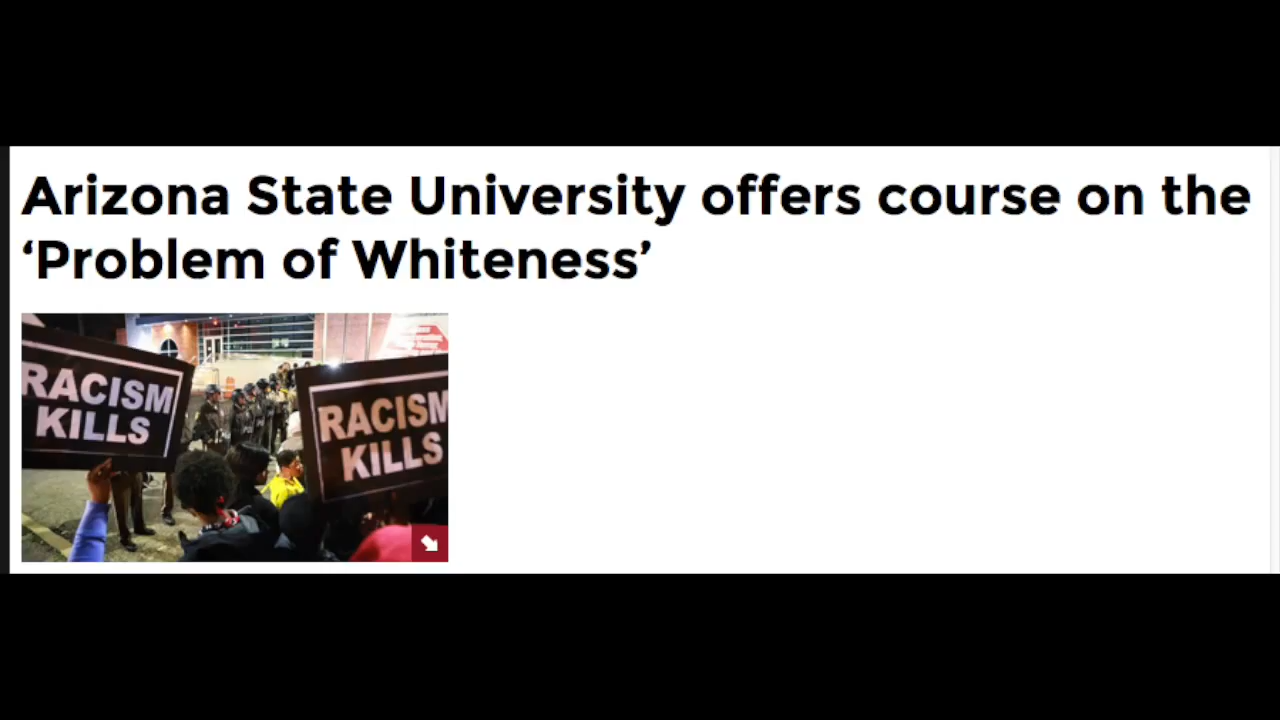 Arizona State University offers course on the
‘Problem of Whiteness’
RACISM
KILLS
RACISM
KILLS